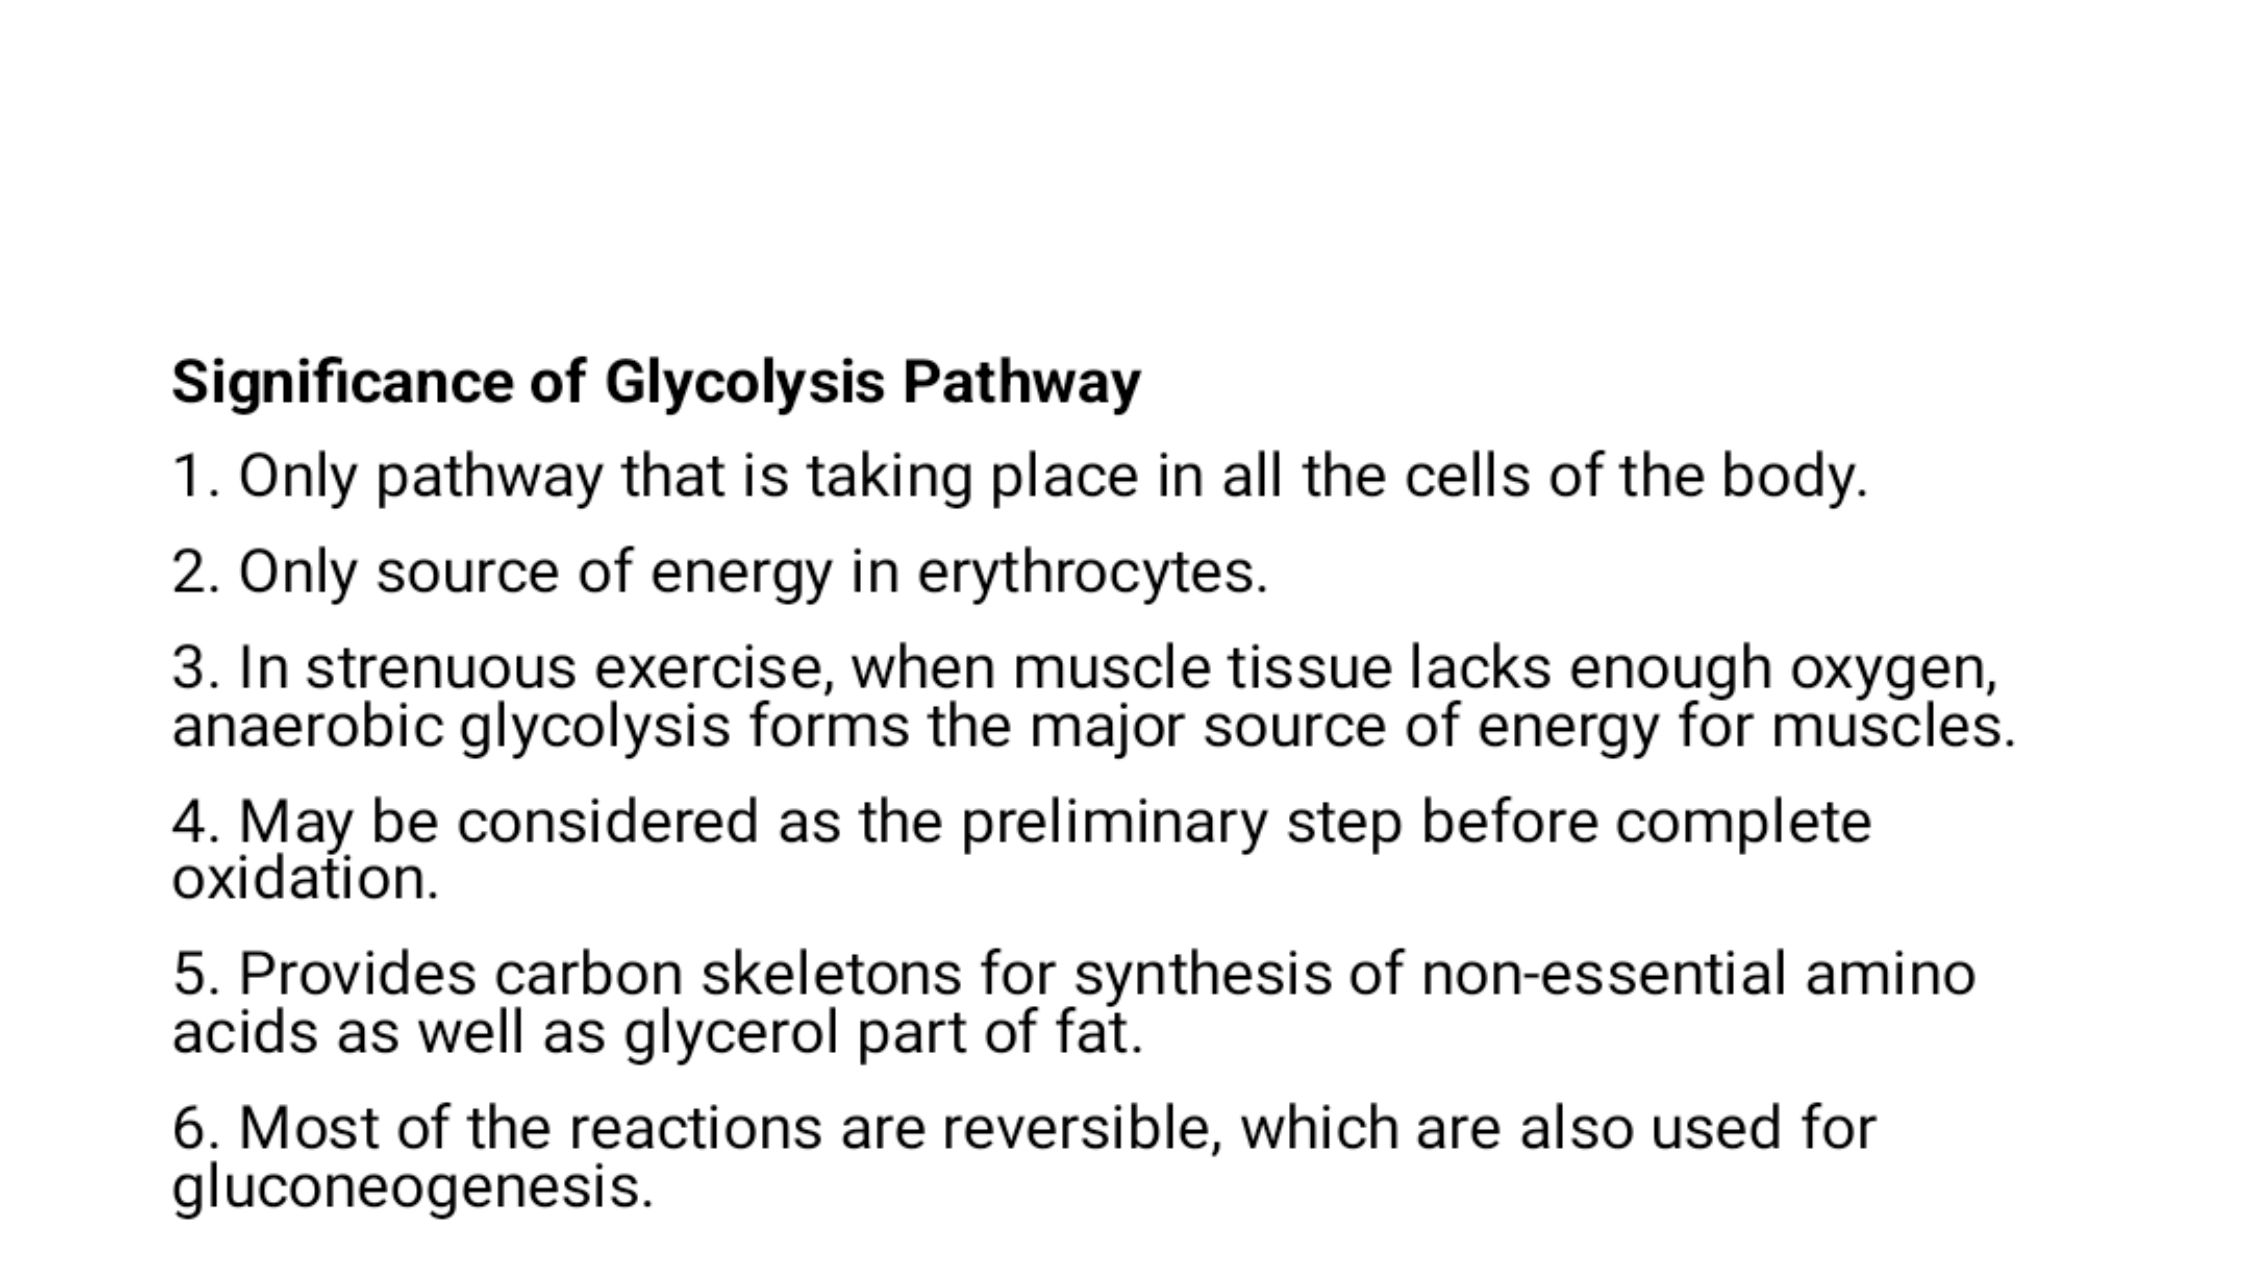 Significance of Glycolysis Pathway
1. Only pathway that is taking place in all the cells of the body.
2. Only source of energy in erythrocytes.
3. In strenuous exercise, when muscle tissue lacks enough oxygen,
anaerobic glycolysis forms the major source of energy for muscles.
4. May be considered as the preliminary step before complete
oxidation.
5. Provides carbon skeletons for synthesis of non-essential amino
acids as well as glycerol part of fat.
6. Most of the reactions are reversible, which are also used for
gluconeogenesis.